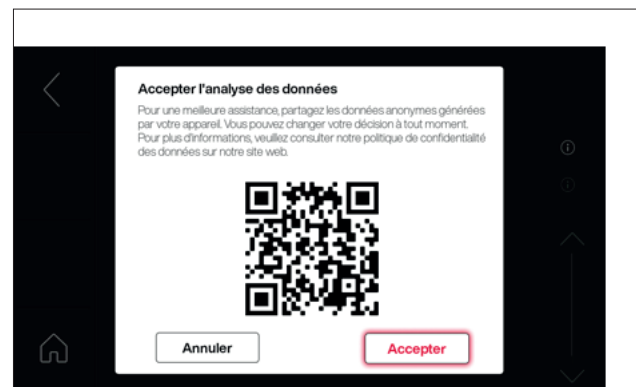 Accepter l'analyse des données
Pour une meilleure assistance, partagez les données anonymes générées
par votre appareil. Vous pouvez changer votre décision à tout moment.
Pour plus d'informations, veuillez consulter notre politique de confidentialité
des données sur notre site web.
Annuler
Accepter